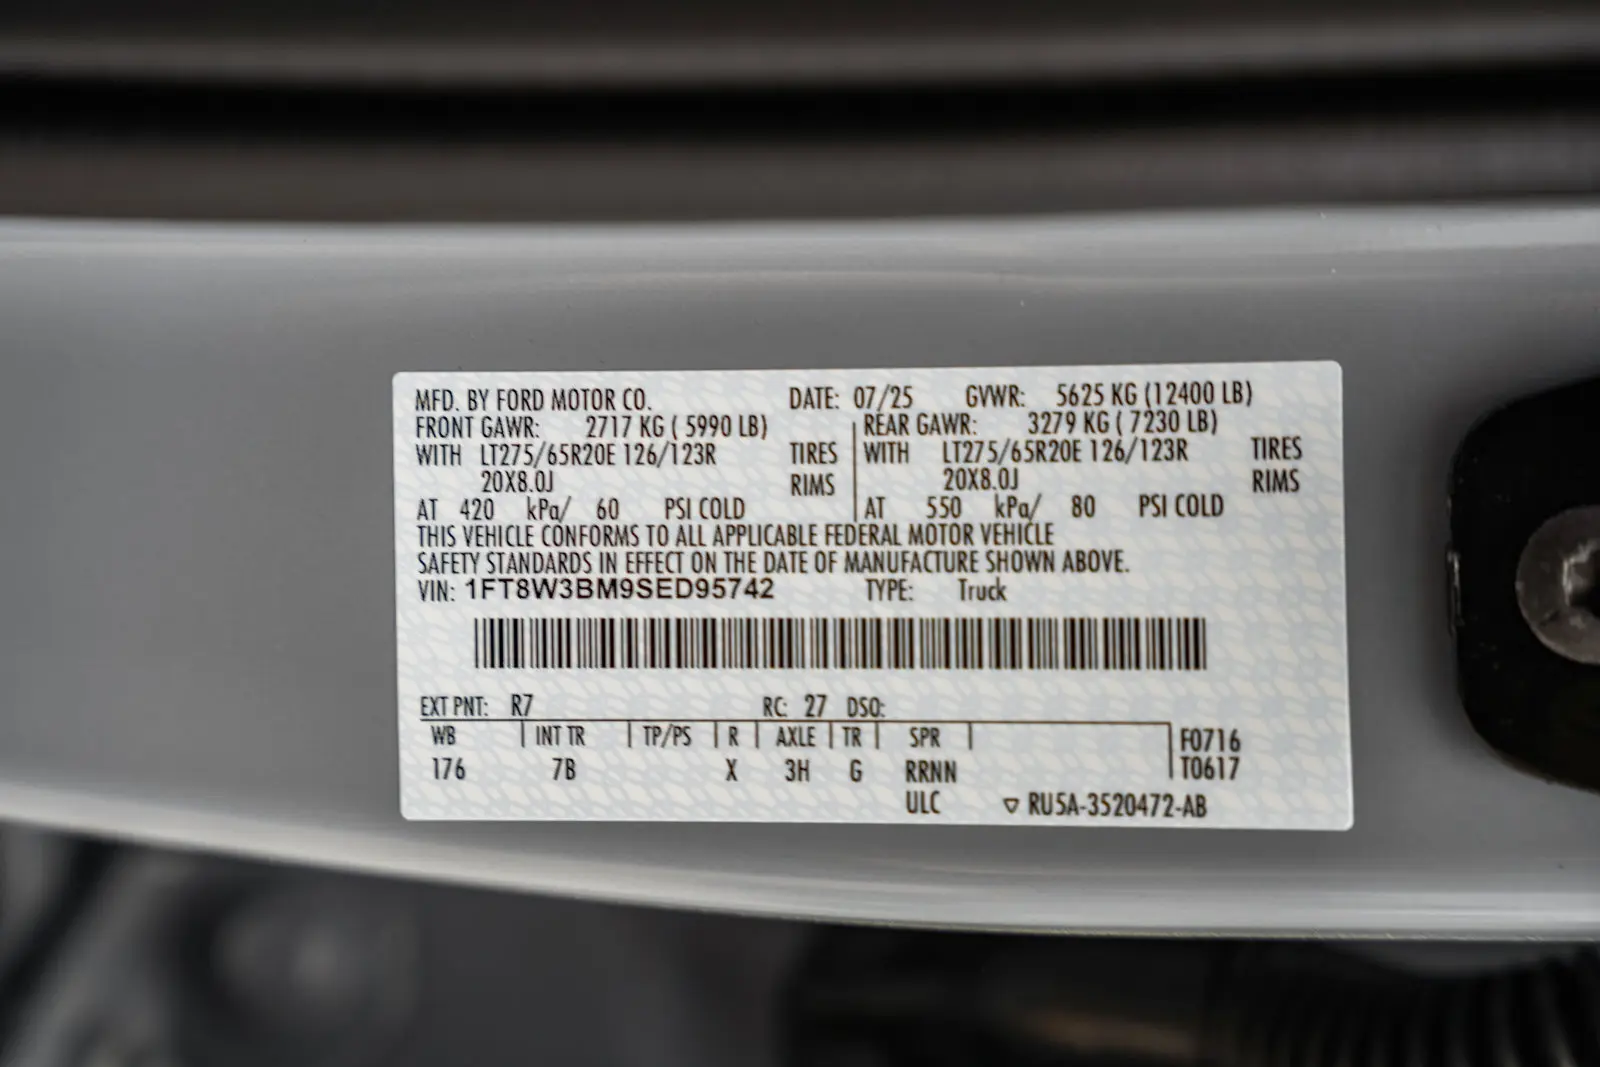 MFD. BY FORD MOTOR CO. DATE: 07/25 GVWR: 5625 KG (12400 LB)
FRONT GAWR: 2717 KG ( 5990 LB) REAR GAWR: 3279 KG ( 7230 LB)
WITH LT275/65R20E 126/123R TIRES WITH LT275/65R20E 126/123R TIRES
20X8.0J RIMS 20X8.0J RIMS
AT 420 kPa/ 60 PSI COLD AT 550 kPa/ 80 PSI COLD
THIS VEHICLE CONFORMS TO ALL APPLICABLE FEDERAL MOTOR VEHICLE
SAFETY STANDARDS IN EFFECT ON THE DATE OF MANUFACTURE SHOWN ABOVE.
VIN: 1FT8W3BM9SED95742 TYPE: Truck
EXT PNT: R7 RC: 27 DSO:
WB INT TR TP/PS R AXLE TR SPR F0716
176 7B X 3H G RRNN T0617
ULC ▽ RU5A-3520472-AB